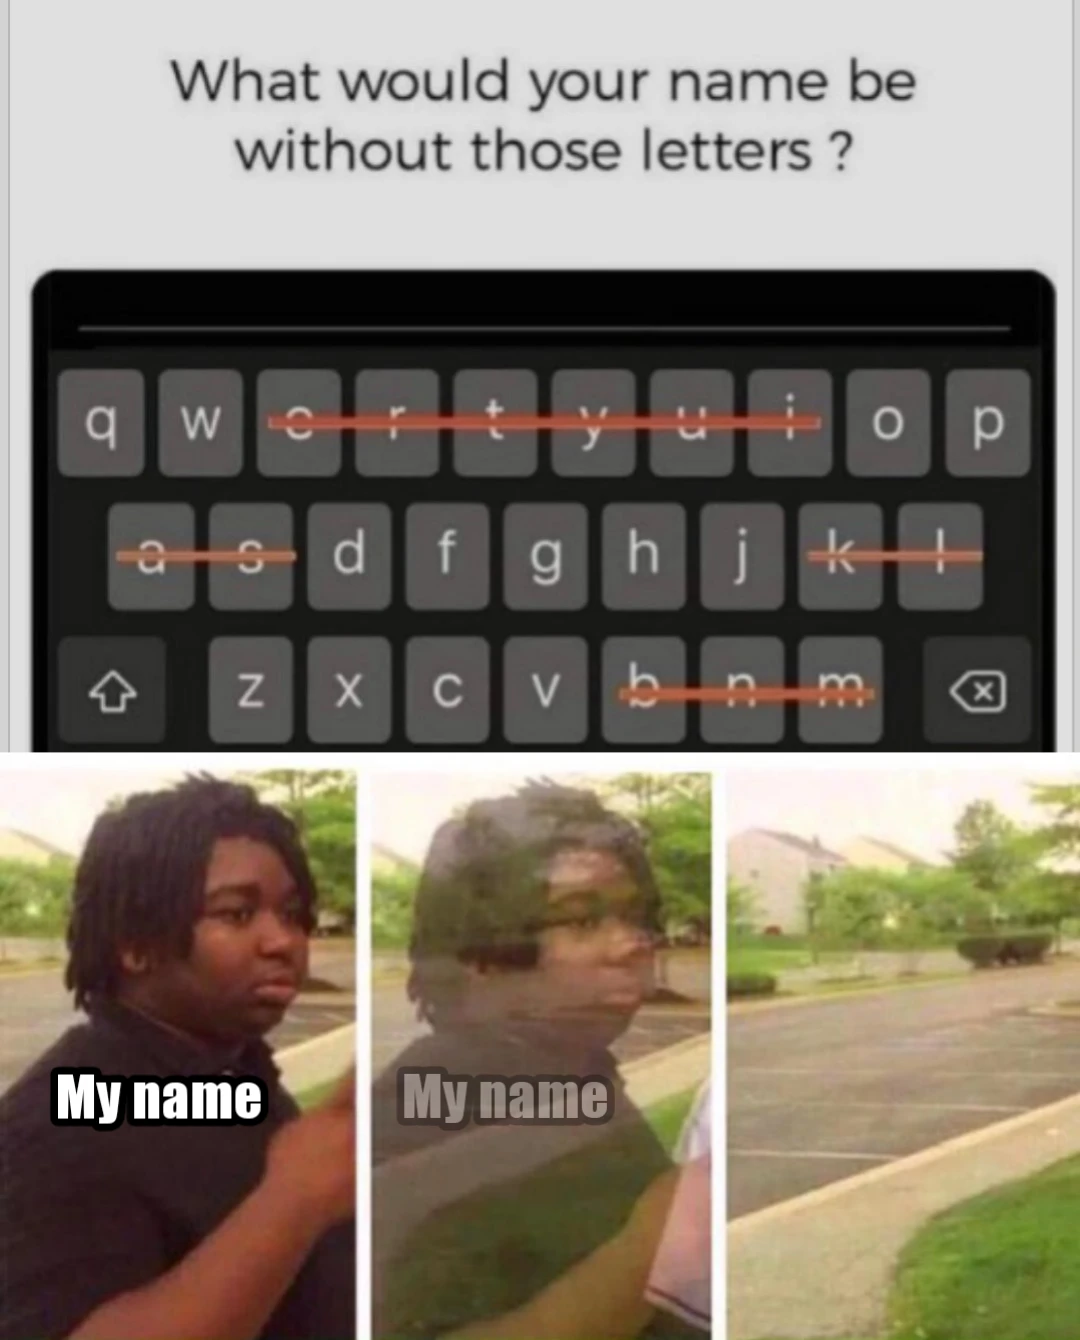 What would your name be
without those letters ?
q w e r t y u i o p
a s d f g h j k l
z x c v b n m
My name My name